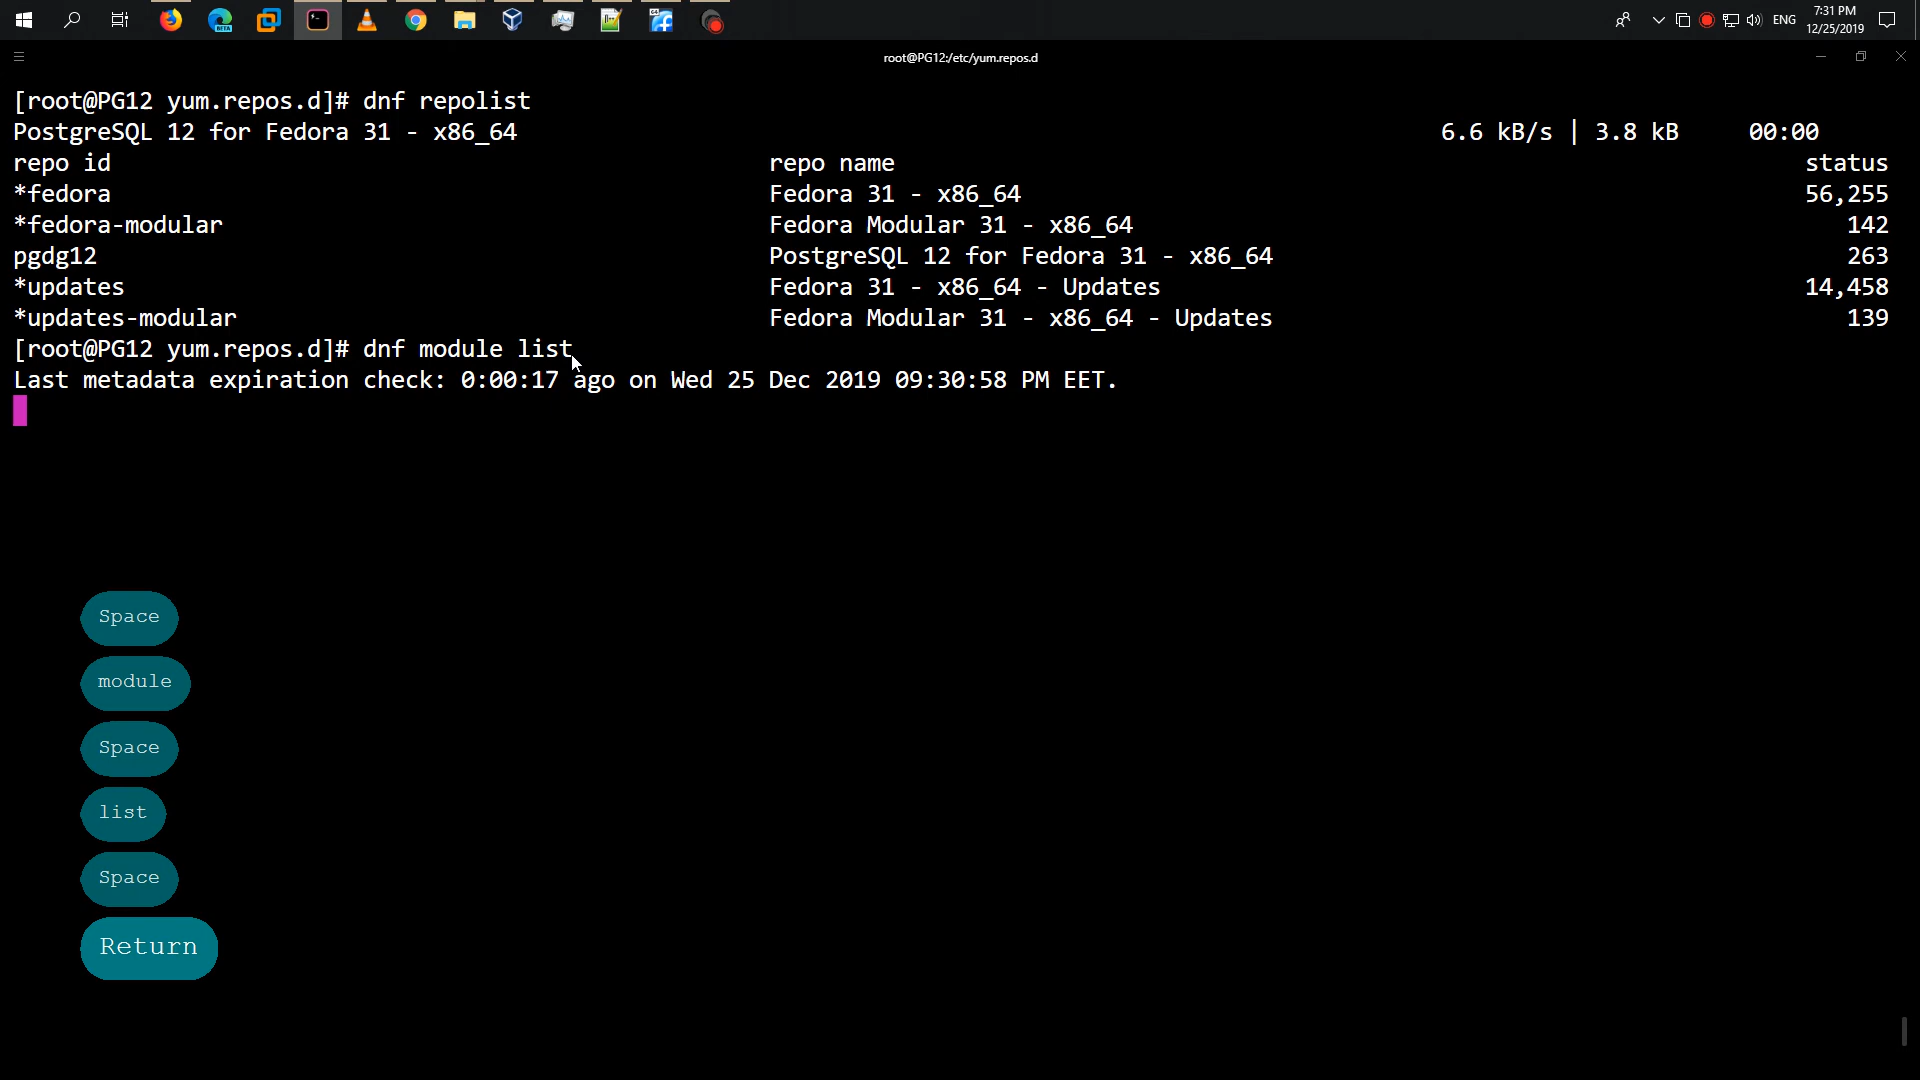 ENG
7:31 PM
12/25/2019
root@PG12:/etc/yum.repos.d
[root@PG12 yum.repos.d]# dnf repolist
PostgreSQL 12 for Fedora 31 - x86_64 6.6 kB/s | 3.8 kB 00:00
repo id repo name status
*fedora Fedora 31 - x86_64 56,255
*fedora-modular Fedora Modular 31 - x86_64 142
pgdg12 PostgreSQL 12 for Fedora 31 - x86_64 263
*updates Fedora 31 - x86_64 - Updates 14,458
*updates-modular Fedora Modular 31 - x86_64 - Updates 139
[root@PG12 yum.repos.d]# dnf module list
Last metadata expiration check: 0:00:17 ago on Wed 25 Dec 2019 09:30:58 PM EET.
Space
module
Space
list
Space
Return